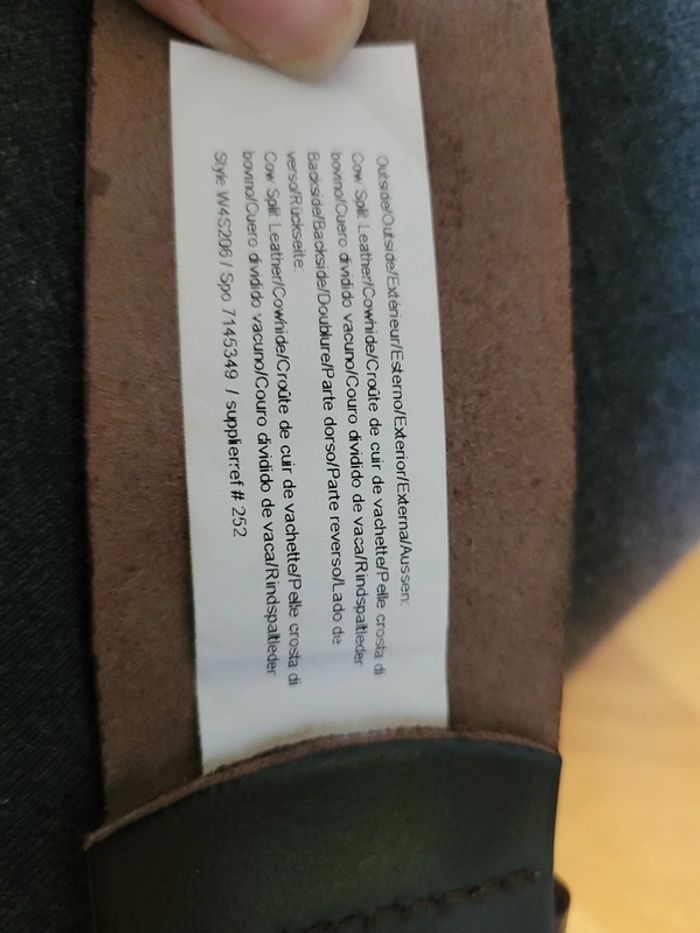 Outside/Outside/Extérieur/Esterno/Exterior/Externa/Aussen:
Cow Split Leather/Cowhide/Croûte de cuir de vachette/Pelle crosta di
bovino/Cuero dividido vacuno/Couro dividido de vaca/Rindspaltleder
Backside/Backside/Doublure/Parte dorso/Parte reverso/Lado de
verso/Rückseite:
Cow Split Leather/Cowhide/Croûte de cuir de vachette/Pelle crosta di
bovino/Cuero dividido vacuno/Couro dividido de vaca/Rindspaltleder
Style W4S206 / Spo 7145349 / supplierref # 252